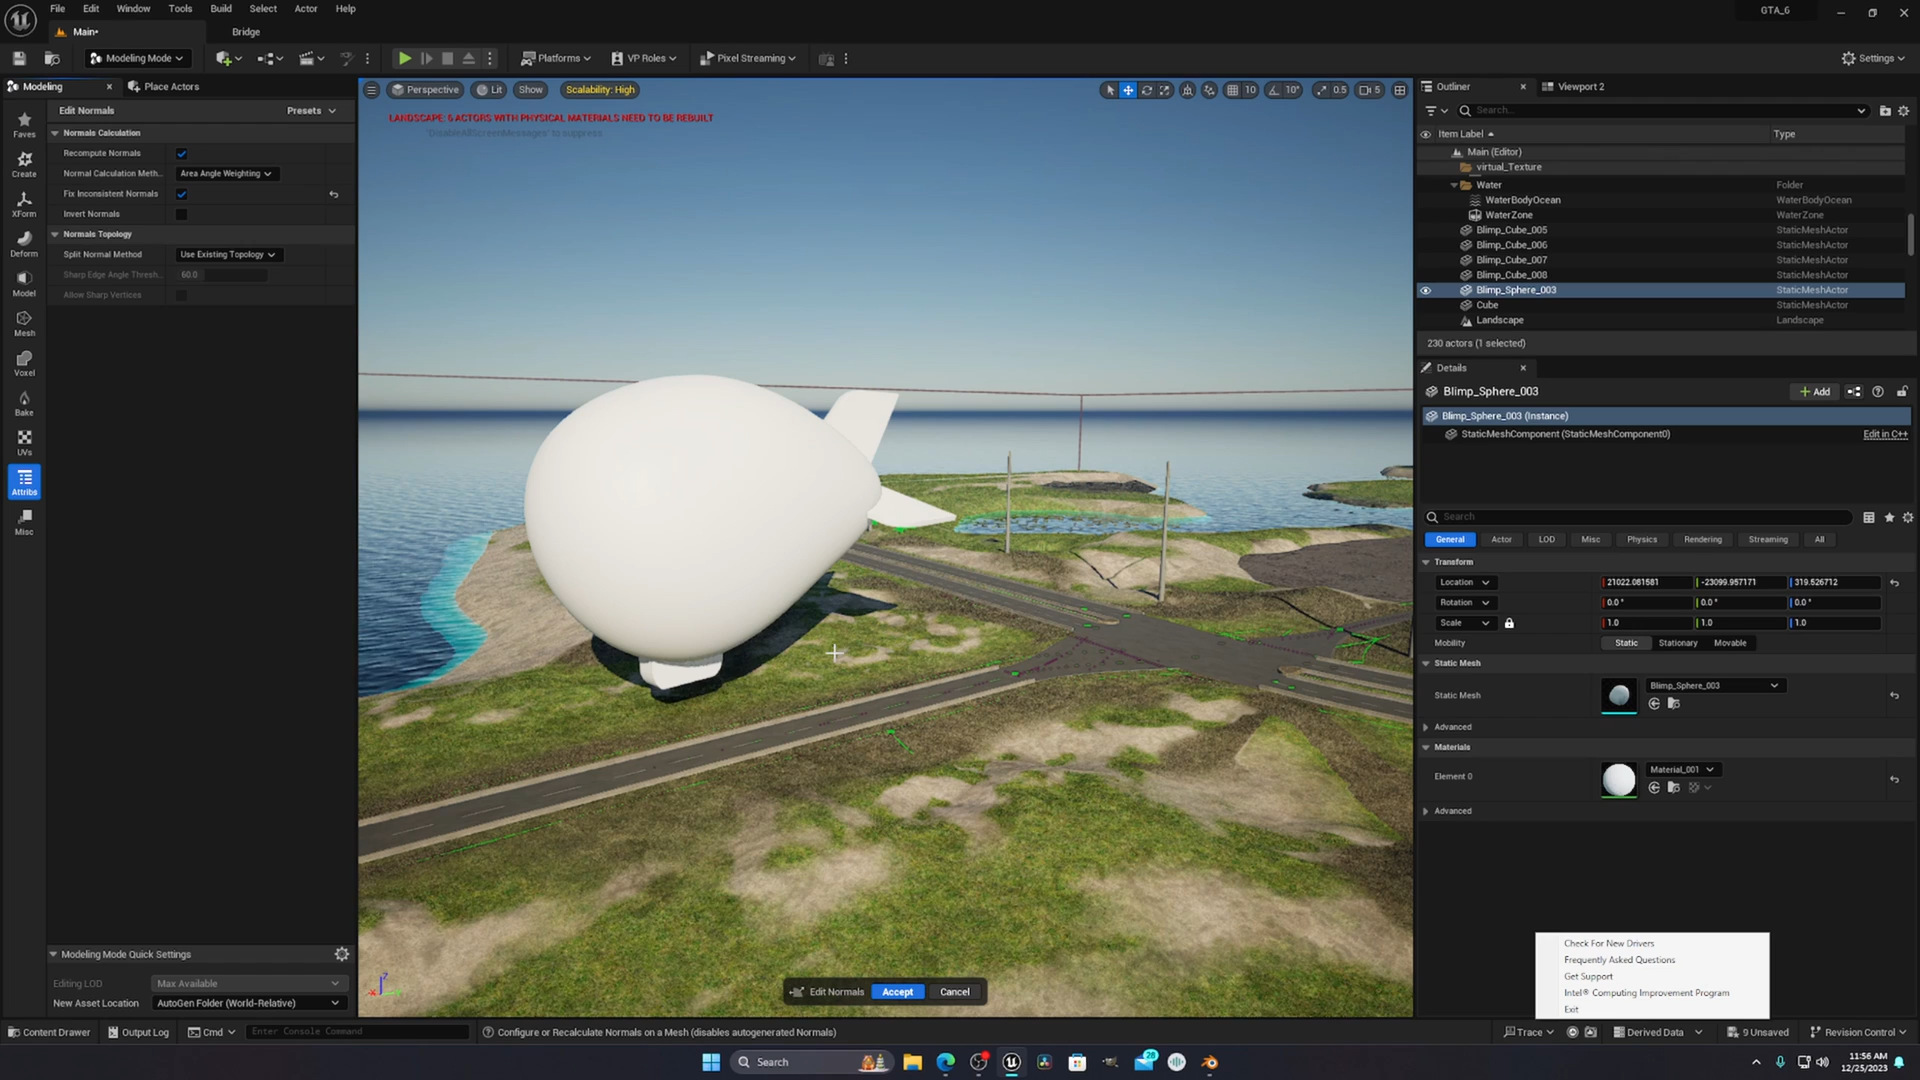 File Edit Window Tools Build Select Actor Help
GTA_6
Main•
Bridge
Modeling Mode
Platforms
VP Roles
Pixel Streaming
Settings
Modeling
Place Actors
Edit Normals
Presets
Normals Calculation
Recompute Normals
Normal Calculation Meth... Area Angle Weighting
Fix Inconsistent Normals
Invert Normals
Normals Topology
Split Normal Method Use Existing Topology
Sharp Edge Angle Thresh... 60.0
Allow Sharp Vertices
Faves
Create
XForm
Deform
Model
Mesh
Voxel
Bake
UVs
Attribs
Misc
Modeling Mode Quick Settings
Editing LOD Max Available
New Asset Location AutoGen Folder (World-Relative)
Perspective
Lit
Show
Scalability: High
10
10°
0.5
5
LANDSCAPE: 6 ACTORS WITH PHYSICAL MATERIALS NEED TO BE REBUILT
'DisableAllScreenMessages' to suppress
Edit Normals
Accept
Cancel
Outliner
Viewport 2
Search...
Item Label
Type
Main (Editor)
virtual_Texture
Water Folder
WaterBodyOcean WaterBodyOcean
WaterZone WaterZone
Blimp_Cube_005 StaticMeshActor
Blimp_Cube_006 StaticMeshActor
Blimp_Cube_007 StaticMeshActor
Blimp_Cube_008 StaticMeshActor
Blimp_Sphere_003 StaticMeshActor
Cube StaticMeshActor
Landscape Landscape
230 actors (1 selected)
Details
Blimp_Sphere_003
Add
Blimp_Sphere_003 (Instance)
StaticMeshComponent (StaticMeshComponent0)
Edit in C++
Search
General Actor LOD Misc Physics Rendering Streaming All
Transform
Location 21022.081581 -23099.957171 319.526712
Rotation 0.0° 0.0° 0.0°
Scale 1.0 1.0 1.0
Mobility Static Stationary Movable
Static Mesh
Static Mesh Blimp_Sphere_003
Advanced
Materials
Element 0 Material_001
Advanced
Check For New Drivers
Frequently Asked Questions
Get Support
Intel® Computing Improvement Program
Exit
Content Drawer
Output Log
Cmd
Enter Console Command
Configure or Recalculate Normals on a Mesh (disables autogenerated Normals)
Trace
Derived Data
9 Unsaved
Revision Control
Search
28
11:56 AM
12/25/2023